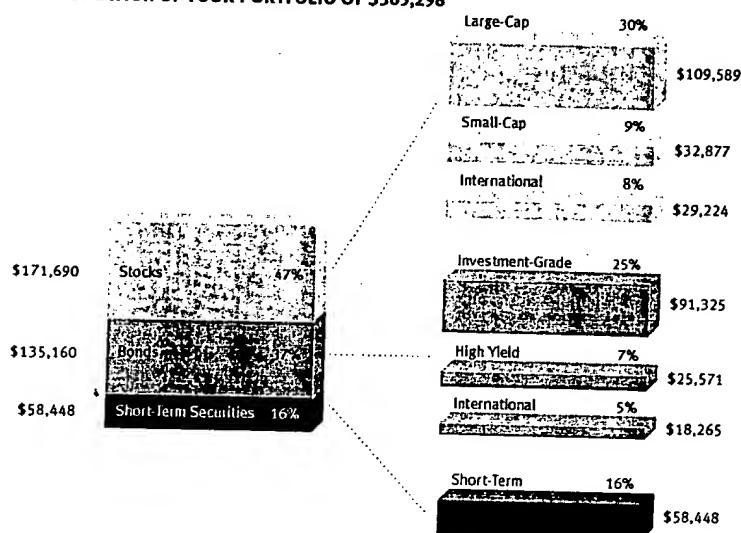 OF YOUR PORTFOLIO OF
Large-Cap 30%
$109,589
Small-Cap 9%
$32,877
International 8%
$29,224
$171,690
Stocks 47%
Investment-Grade 25%
$91,325
$135,160
Bonds
High Yield 7%
$25,571
$58,448
Short-Term Securities 16%
International 5%
$18,265
Short-Term 16%
$58,448